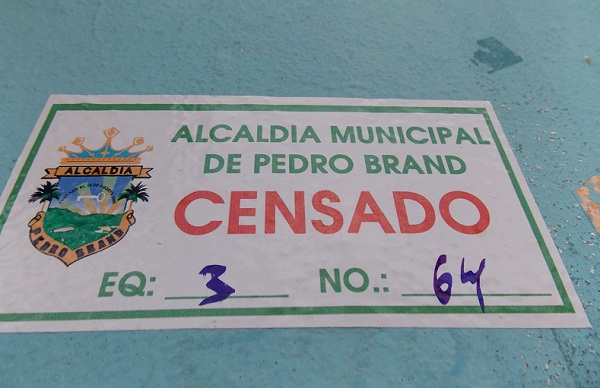 ALCALDIA MUNICIPAL
DE PEDRO BRAND
CENSADO
ALCALDIA
PEDRO BRAND
EQ: 3 NO.: 64